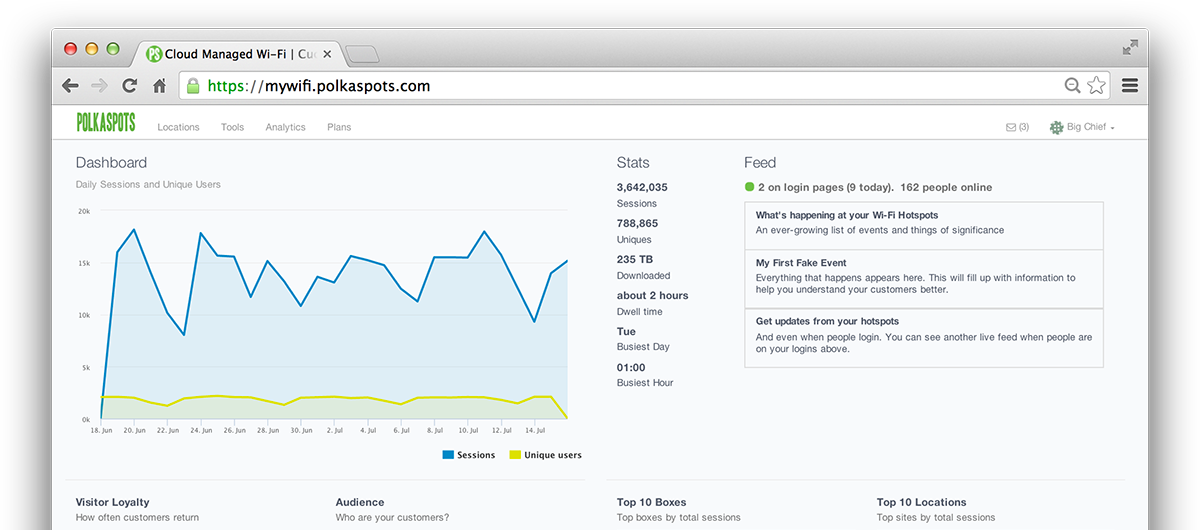 PS Cloud Managed Wi-Fi | Cu
https://mywifi.polkaspots.com
POLKASPOTS Locations Tools Analytics Plans (3) Big Chief
Dashboard
Daily Sessions and Unique Users
20k
15k
10k
5k
0k
18. Jun 20. Jun 22. Jun 24. Jun 26. Jun 28. Jun 30. Jun 2. Jul 4. Jul 6. Jul 8. Jul 10. Jul 12. Jul 14. Jul
Sessions Unique users
Stats
3,642,035
Sessions
788,865
Uniques
235 TB
Downloaded
about 2 hours
Dwell time
Tue
Busiest Day
01:00
Busiest Hour
Feed
2 on login pages (9 today). 162 people online
What's happening at your Wi-Fi Hotspots
An ever-growing list of events and things of significance
My First Fake Event
Everything that happens appears here. This will fill up with information to
help you understand your customers better.
Get updates from your hotspots
And even when people login. You can see another live feed when people are
on your logins above.
Visitor Loyalty
How often customers return
Audience
Who are your customers?
Top 10 Boxes
Top boxes by total sessions
Top 10 Locations
Top sites by total sessions